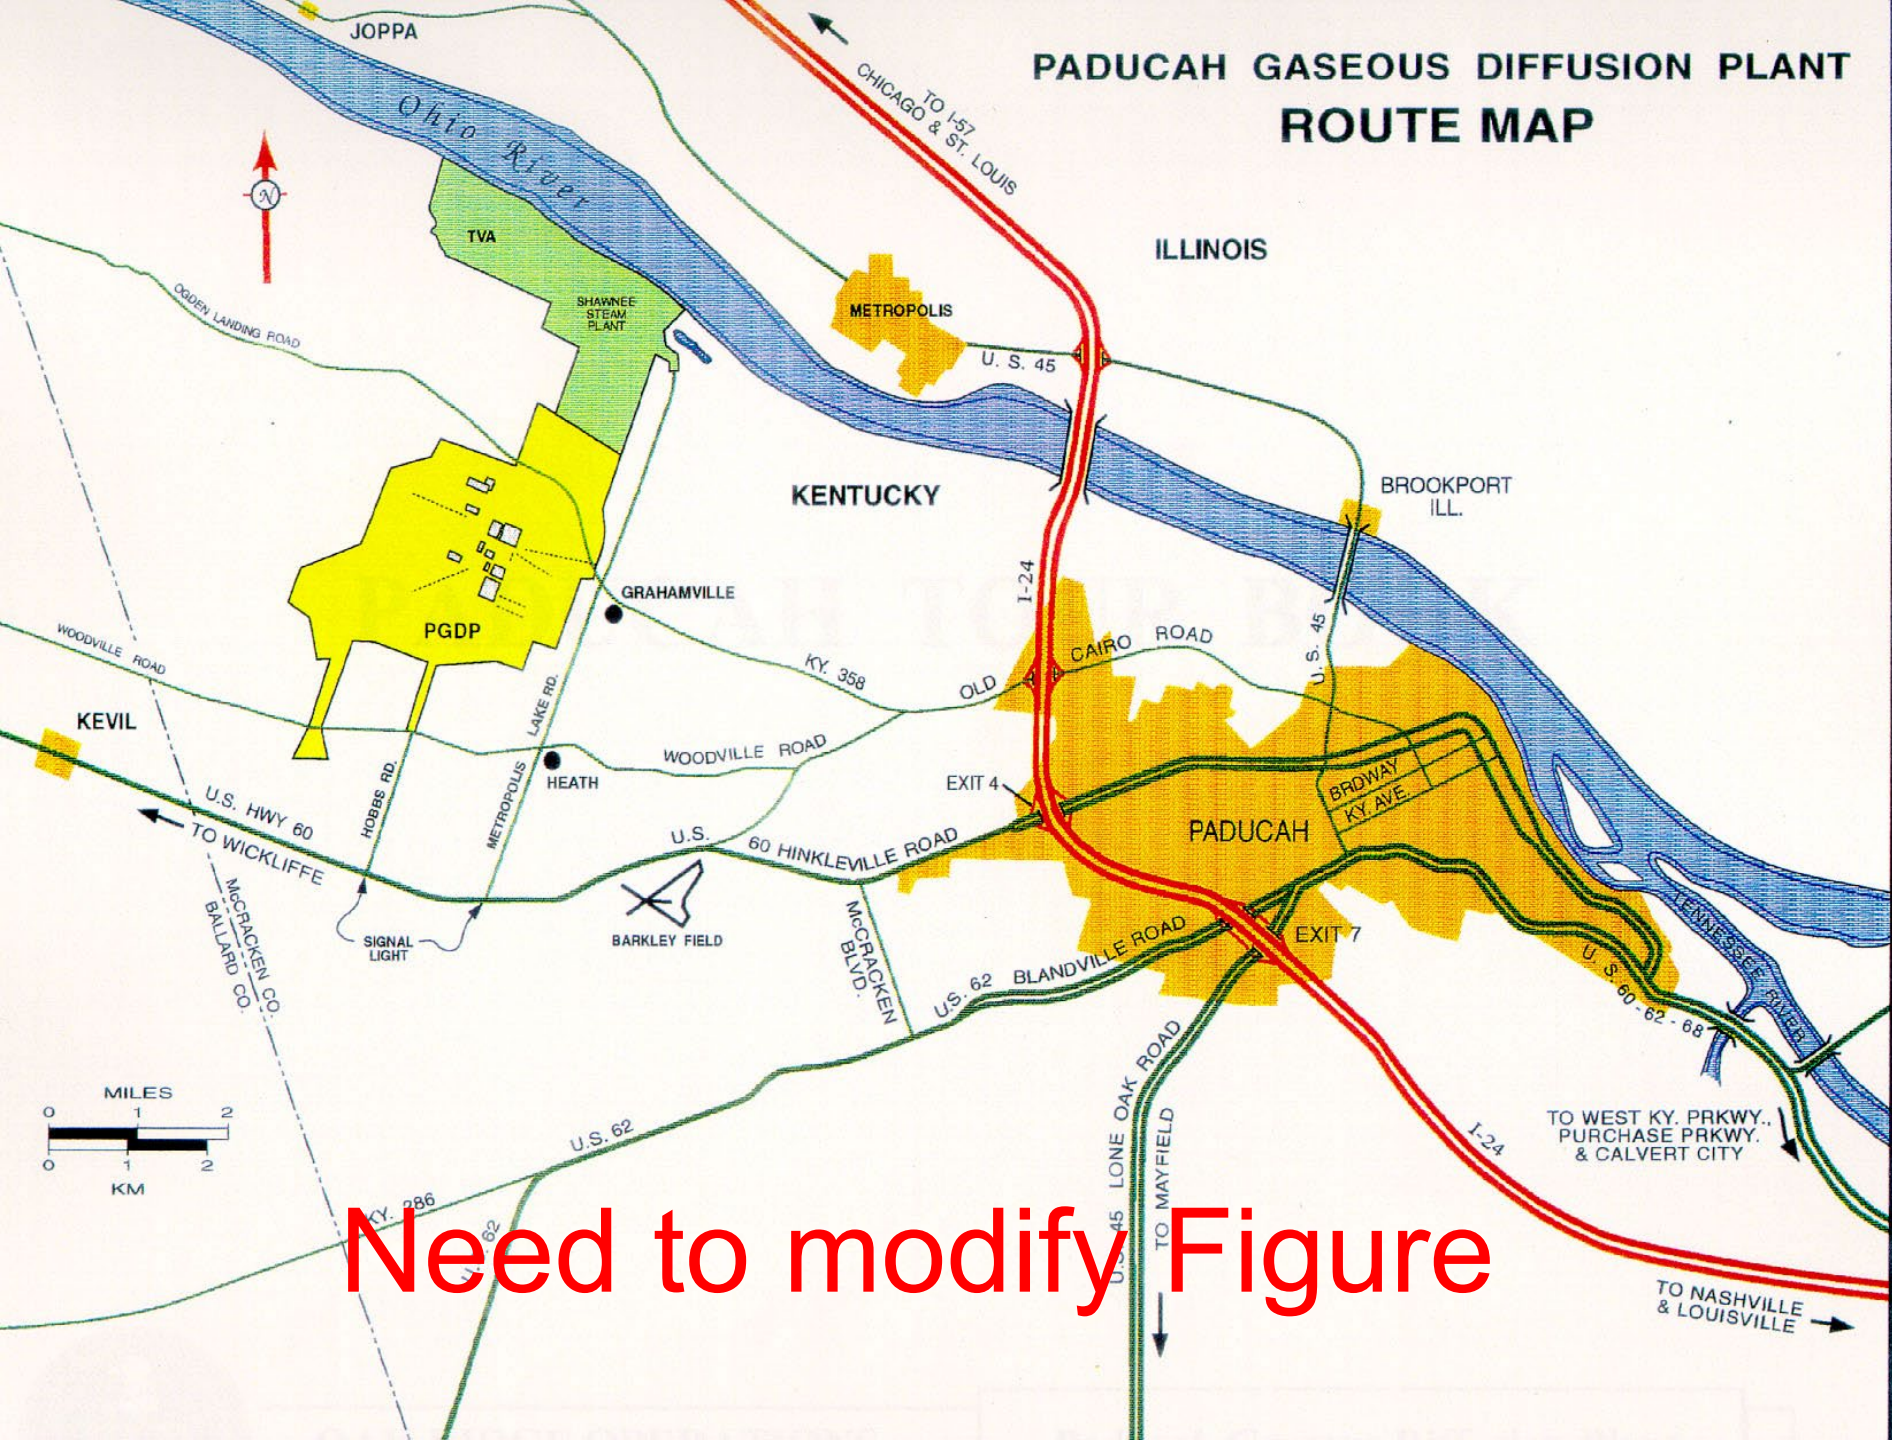 JOPPA
PADUCAH GASEOUS DIFFUSION PLANT
ROUTE MAP
TO I-57
CHICAGO & ST. LOUIS
Ohio River
N
ILLINOIS
TVA
SHAWNEE
STEAM
PLANT
METROPOLIS
OGDEN LANDING ROAD
U. S. 45
KENTUCKY
BROOKPORT
ILL.
I-24
GRAHAMVILLE
PGDP
WOODVILLE ROAD
KY. 358
OLD CAIRO ROAD
U. S. 45
KEVIL
METROPOLIS LAKE RD.
WOODVILLE ROAD
HEATH
HOBBS RD.
EXIT 4
BRDWAY
KY. AVE.
PADUCAH
U.S. HWY 60
TO WICKLIFFE
U.S. 60 HINKLEVILLE ROAD
McCRACKEN CO.
BALLARD CO.
SIGNAL
LIGHT
BARKLEY FIELD
McCRACKEN
BLVD.
U.S. 62 BLANDVILLE ROAD
EXIT 7
TENNESSEE RIVER
U. S. 60 - 62 - 68
MILES
0 1 2
0 1 2
KM
U.S. 62
U.S. 45 LONE OAK ROAD
TO MAYFIELD
I-24
TO WEST KY. PRKWY.,
PURCHASE PRKWY.
& CALVERT CITY
KY. 286
U. 62
Need to modify Figure
TO NASHVILLE
& LOUISVILLE